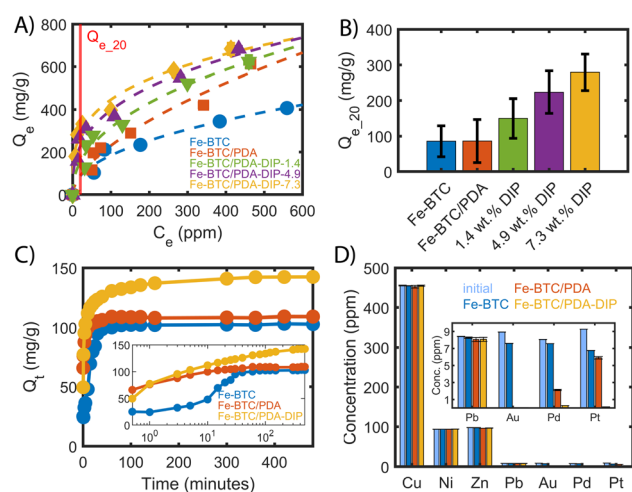 A)
Q_e (mg/g)
800
600
400
200
0
0 100 200 300 400 500 600
C_e (ppm)
Q_e_20
Fe-BTC
Fe-BTC/PDA
Fe-BTC/PDA-DIP-1.4
Fe-BTC/PDA-DIP-4.9
Fe-BTC/PDA-DIP-7.3
B)
Q_e_20 (mg/g)
400
300
200
100
0
Fe-BTC
Fe-BTC/PDA
1.4 wt.% DIP
4.9 wt.% DIP
7.3 wt.% DIP
C)
Q_t (mg/g)
150
100
50
0
0 100 200 300 400
Time (minutes)
150
100
50
0
10^0 10^1 10^2
Fe-BTC
Fe-BTC/PDA
Fe-BTC/PDA-DIP
D)
Concentration (ppm)
500
400
300
200
100
0
Cu Ni Zn Pb Au Pd Pt
initial Fe-BTC/PDA
Fe-BTC Fe-BTC/PDA-DIP
Conc. (ppm)
9
7
5
3
1
Pb Au Pd Pt